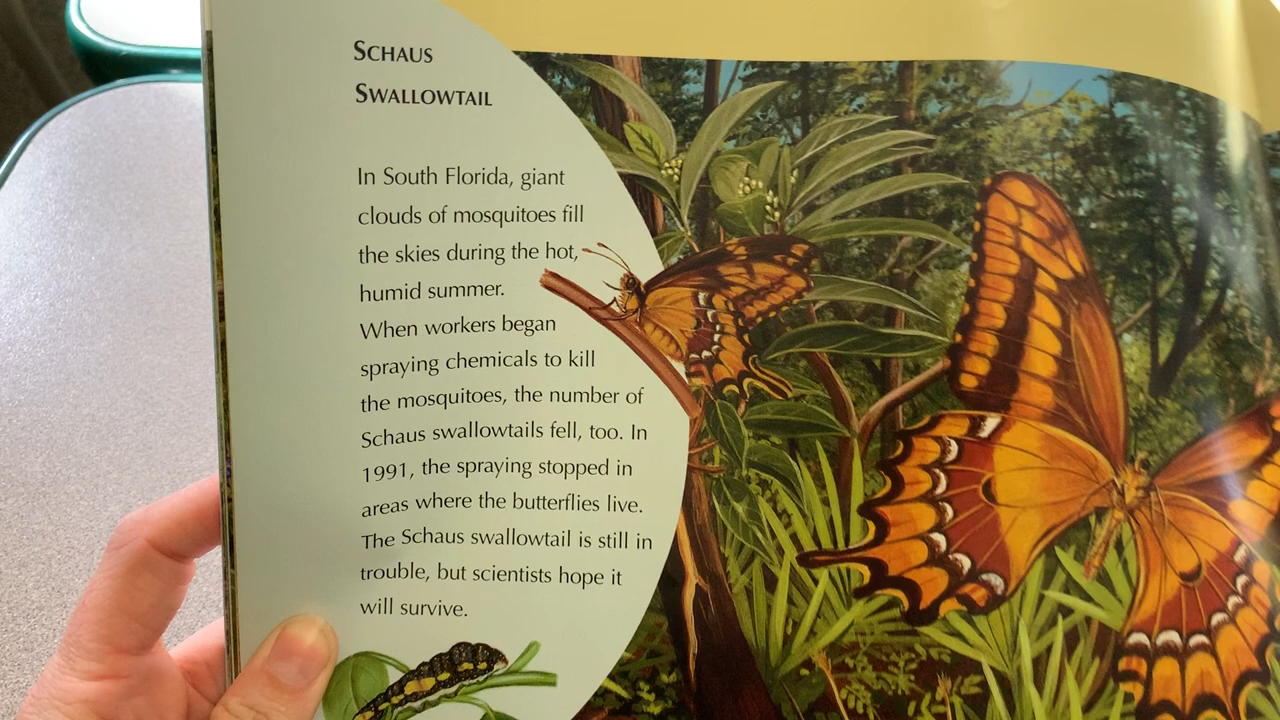 SCHAUS
SWALLOWTAIL
In South Florida, giant
clouds of mosquitoes fill
the skies during the hot,
humid summer.
When workers began
spraying chemicals to kill
the mosquitoes, the number of
Schaus swallowtails fell, too. In
1991, the spraying stopped in
areas where the butterflies live.
The Schaus swallowtail is still in
trouble, but scientists hope it
will survive.